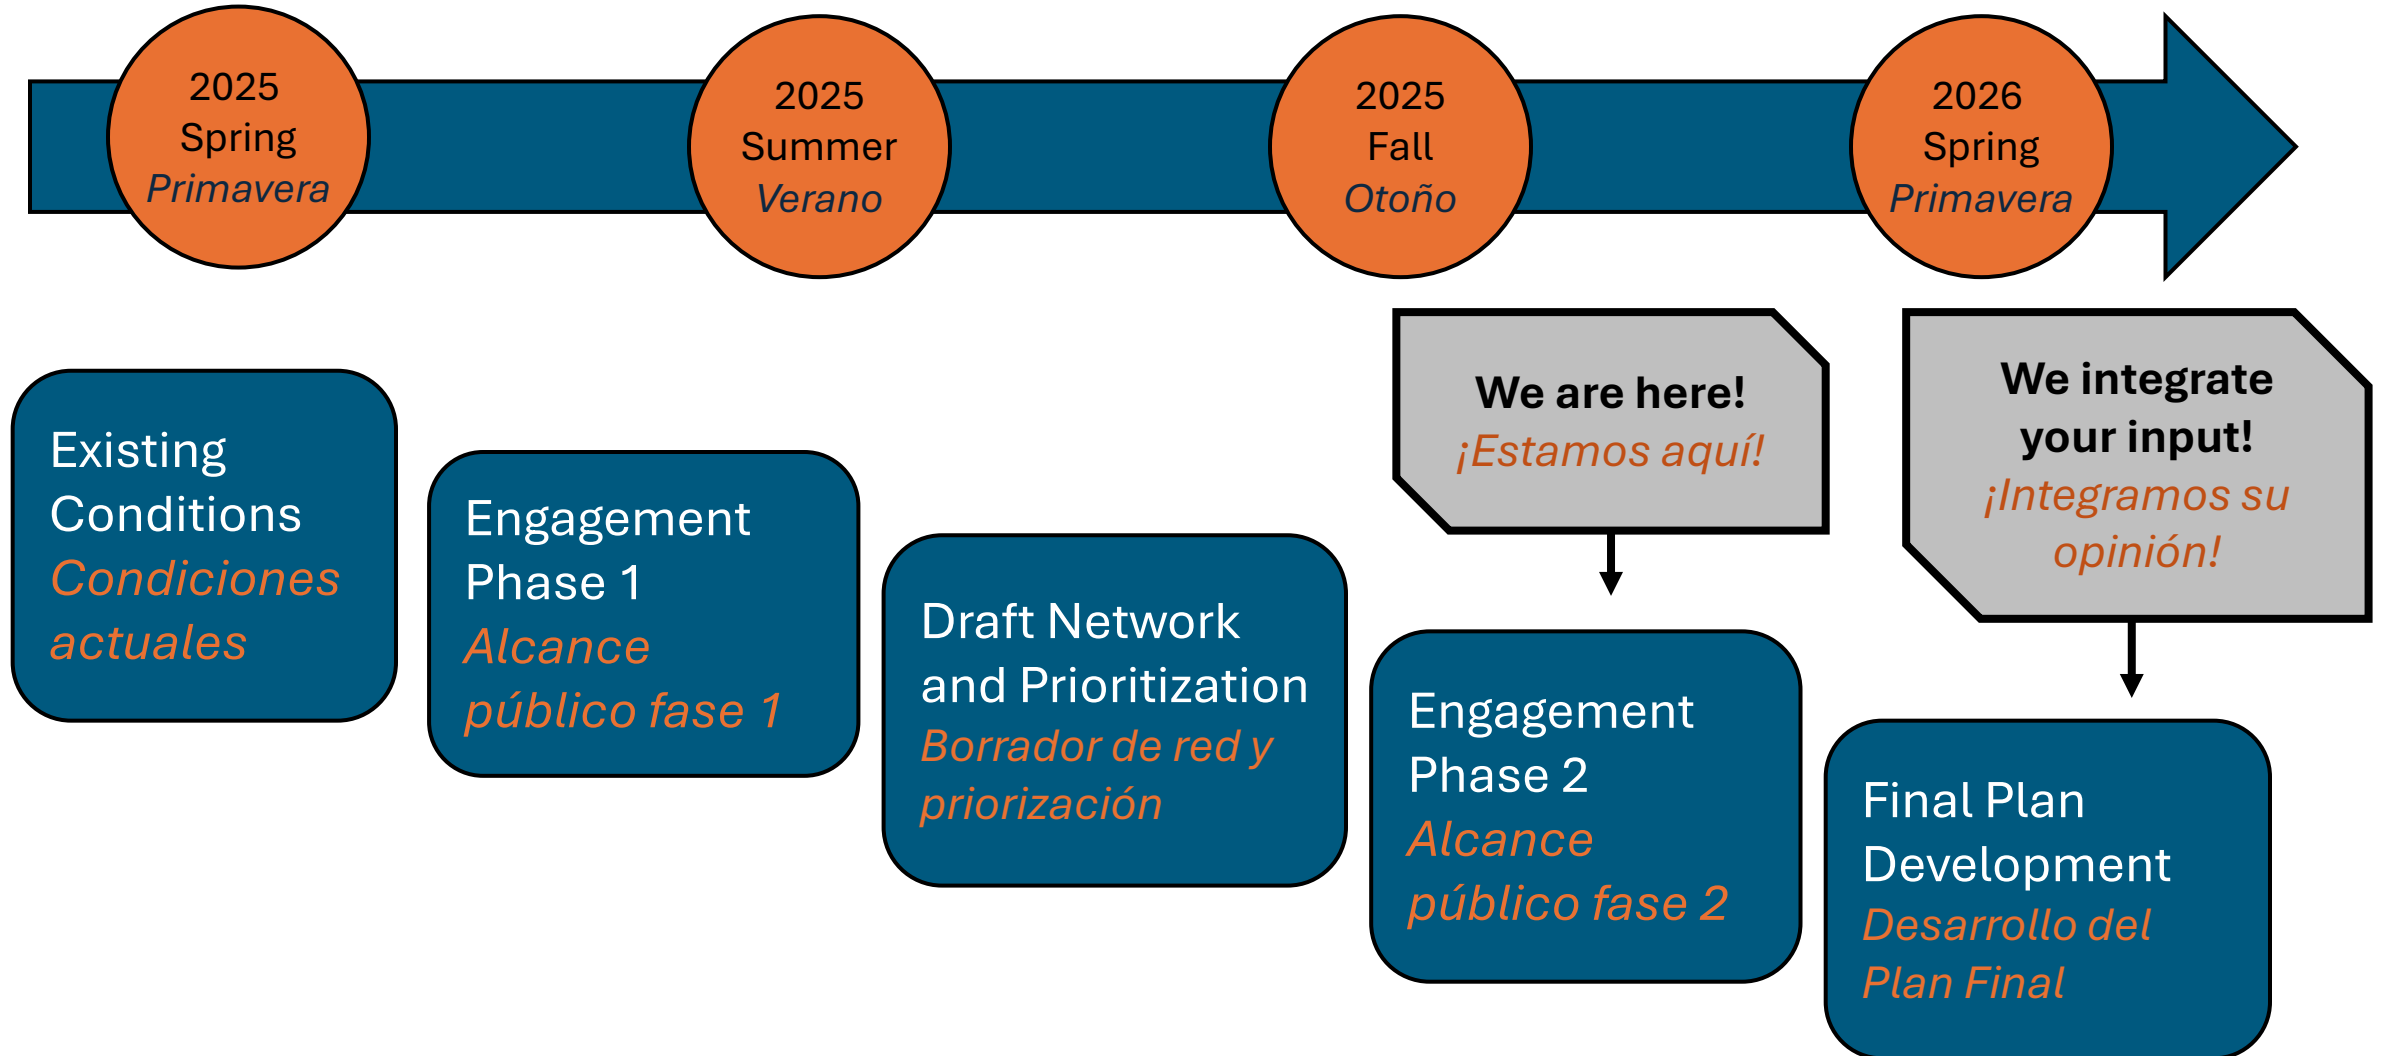 2025
Spring
Primavera
2025
Summer
Verano
2025
Fall
Otoño
2026
Spring
Primavera
We are here!
¡Estamos aquí!
We integrate
your input!
¡Integramos su
opinión!
Existing
Conditions
Condiciones
actuales
Engagement
Phase 1
Alcance
público fase 1
Draft Network
and Prioritization
Borrador de red y
priorización
Engagement
Phase 2
Alcance
público fase 2
Final Plan
Development
Desarrollo del
Plan Final